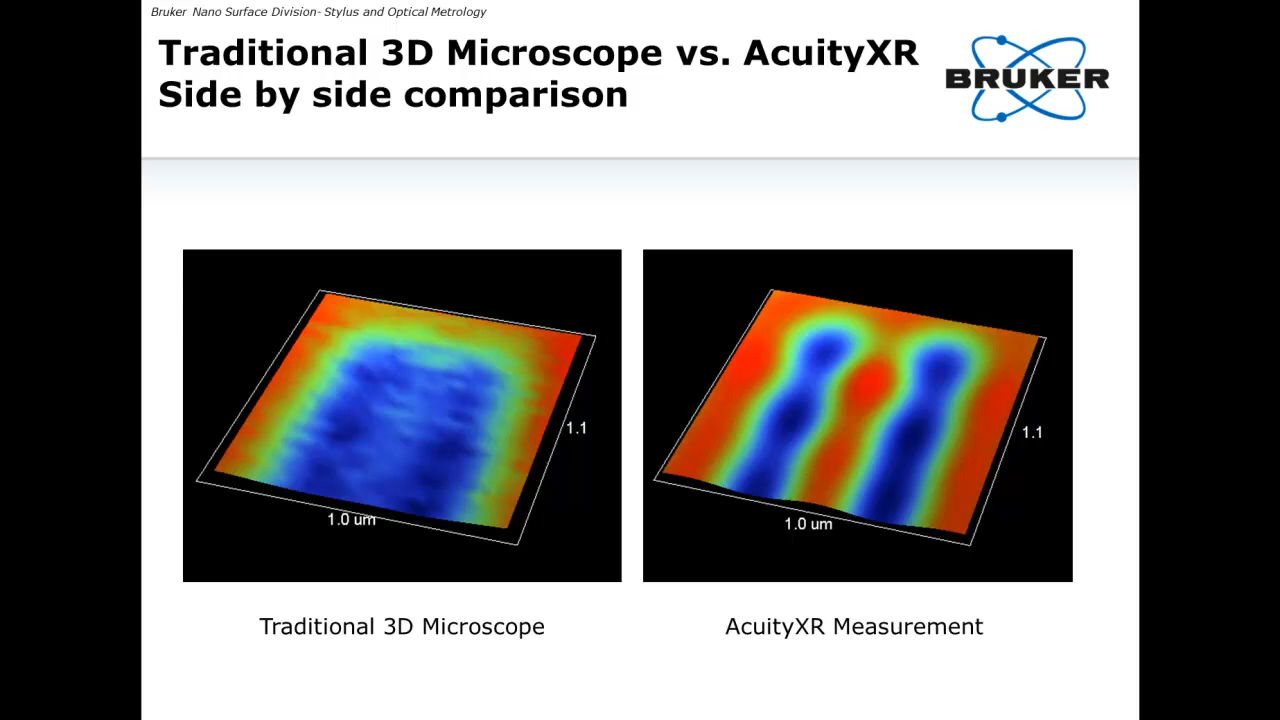 Bruker Nano Surface Division- Stylus and Optical Metrology
Traditional 3D Microscope vs. AcuityXR
Side by side comparison
BRUKER
1.1
1.0 um
1.1
1.0 um
Traditional 3D Microscope
AcuityXR Measurement